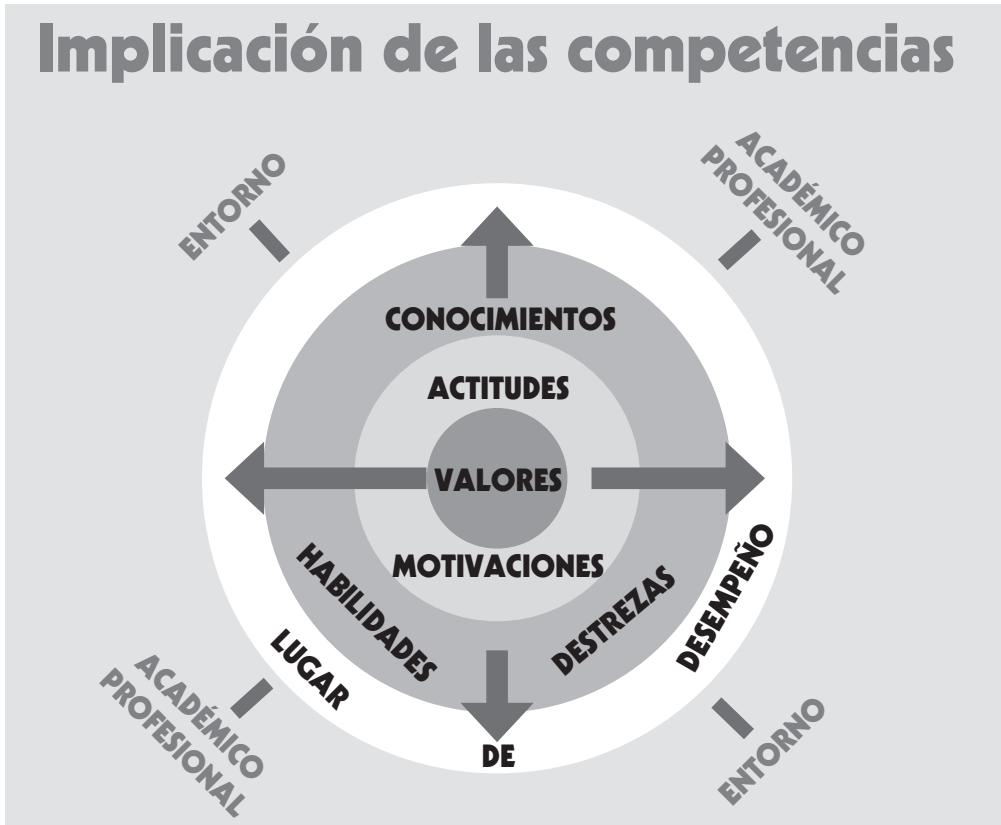 Implicación de las competencias
ENTORNO
ACADÉMICO
PROFESIONAL
CONOCIMIENTOS
ACTITUDES
VALORES
MOTIVACIONES
HABILIDADES
DESTREZAS
LUGAR
DE
DESEMPEÑO
ACADÉMICO
PROFESIONAL
ENTORNO